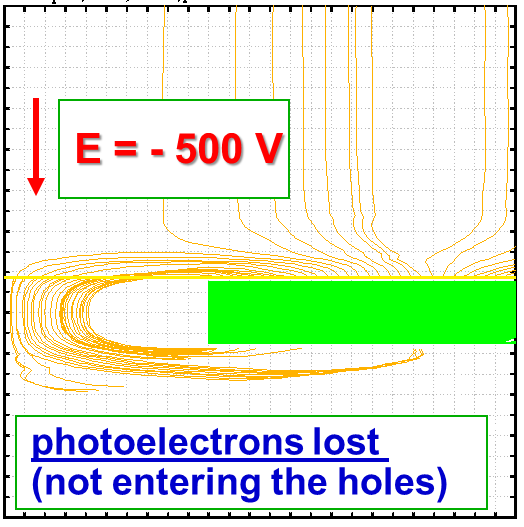 E = - 500 V
photoelectrons lost
(not entering the holes)